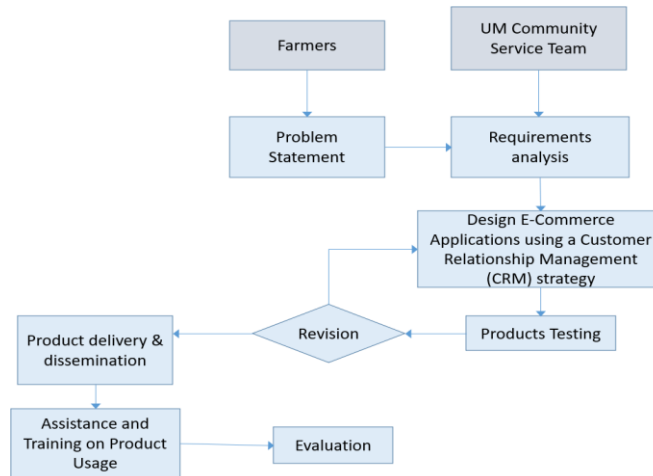 Farmers
UM Community
Service Team
Problem
Statement
Requirements
analysis
Design E-Commerce
Applications using a Customer
Relationship Management
(CRM) strategy
Revision
Products Testing
Product delivery &
dissemination
Assistance and
Training on Product
Usage
Evaluation